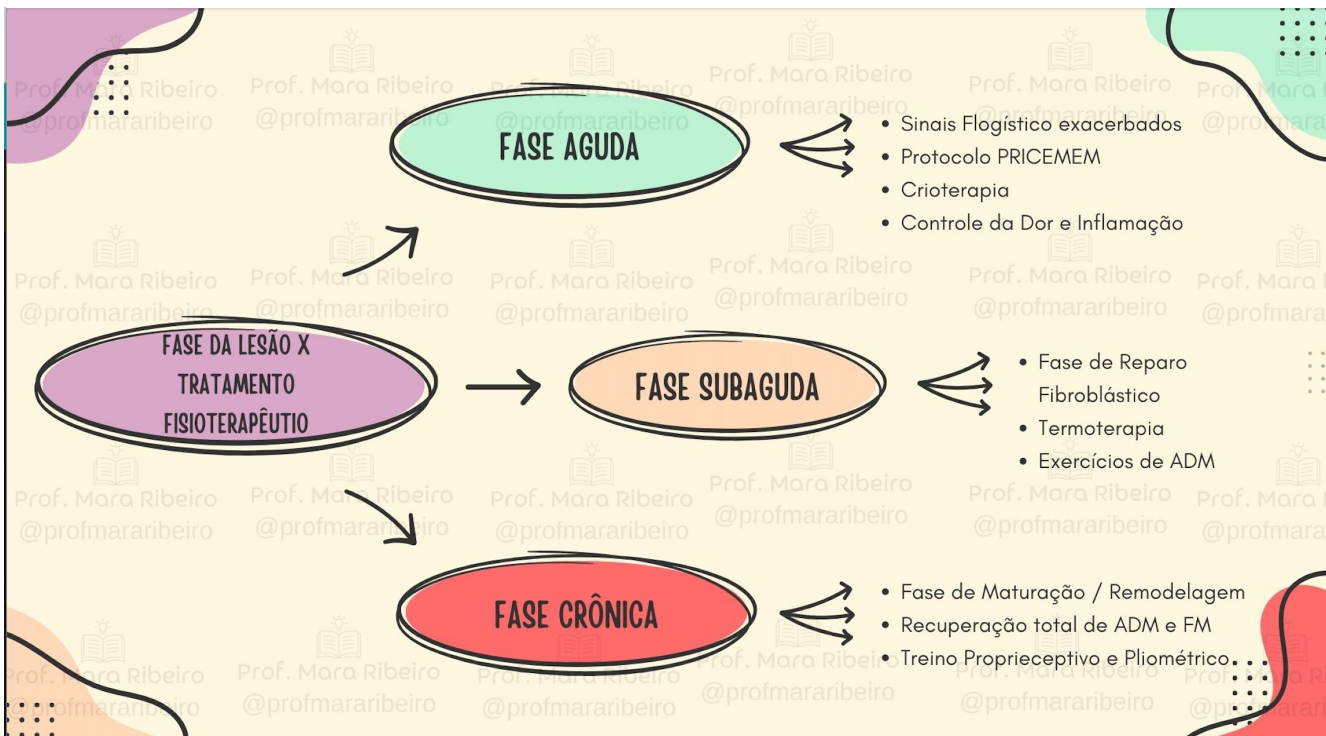 FASE AGUDA
• Sinais Flogístico exacerbados
• Protocolo PRICEMEM
• Crioterapia
• Controle da Dor e Inflamação
FASE DA LESÃO X
TRATAMENTO
FISIOTERAPÊUTIO
FASE SUBAGUDA
• Fase de Reparo
Fibroblástico
• Termoterapia
• Exercícios de ADM
FASE CRÔNICA
• Fase de Maturação / Remodelagem
• Recuperação total de ADM e FM
• Treino Proprieceptivo e Pliométrico
Prof. Mara Ribeiro
@profmararibeiro